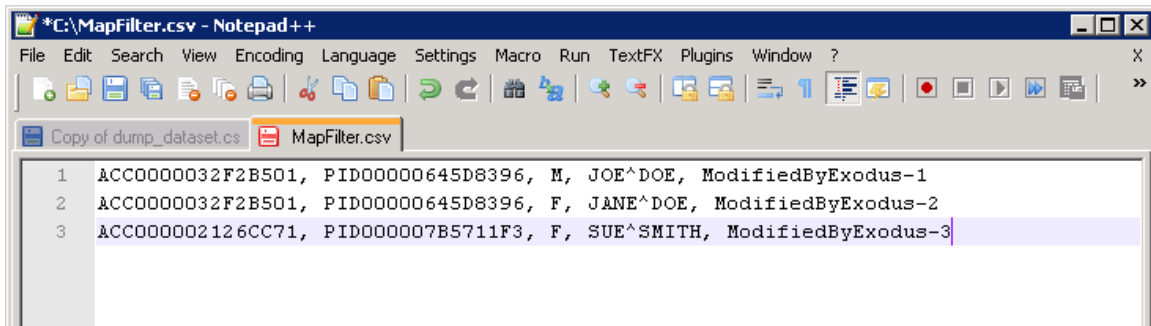 *C:\MapFilter.csv - Notepad++
File Edit Search View Encoding Language Settings Macro Run TextFX Plugins Window ? X
Copy of dump_dataset.cs MapFilter.csv
1 ACC0000032F2B501, PID00000645D8396, M, JOE^DOE, ModifiedByExodus-1
2 ACC0000032F2B501, PID00000645D8396, F, JANE^DOE, ModifiedByExodus-2
3 ACC000002126CC71, PID000007B5711F3, F, SUE^SMITH, ModifiedByExodus-3